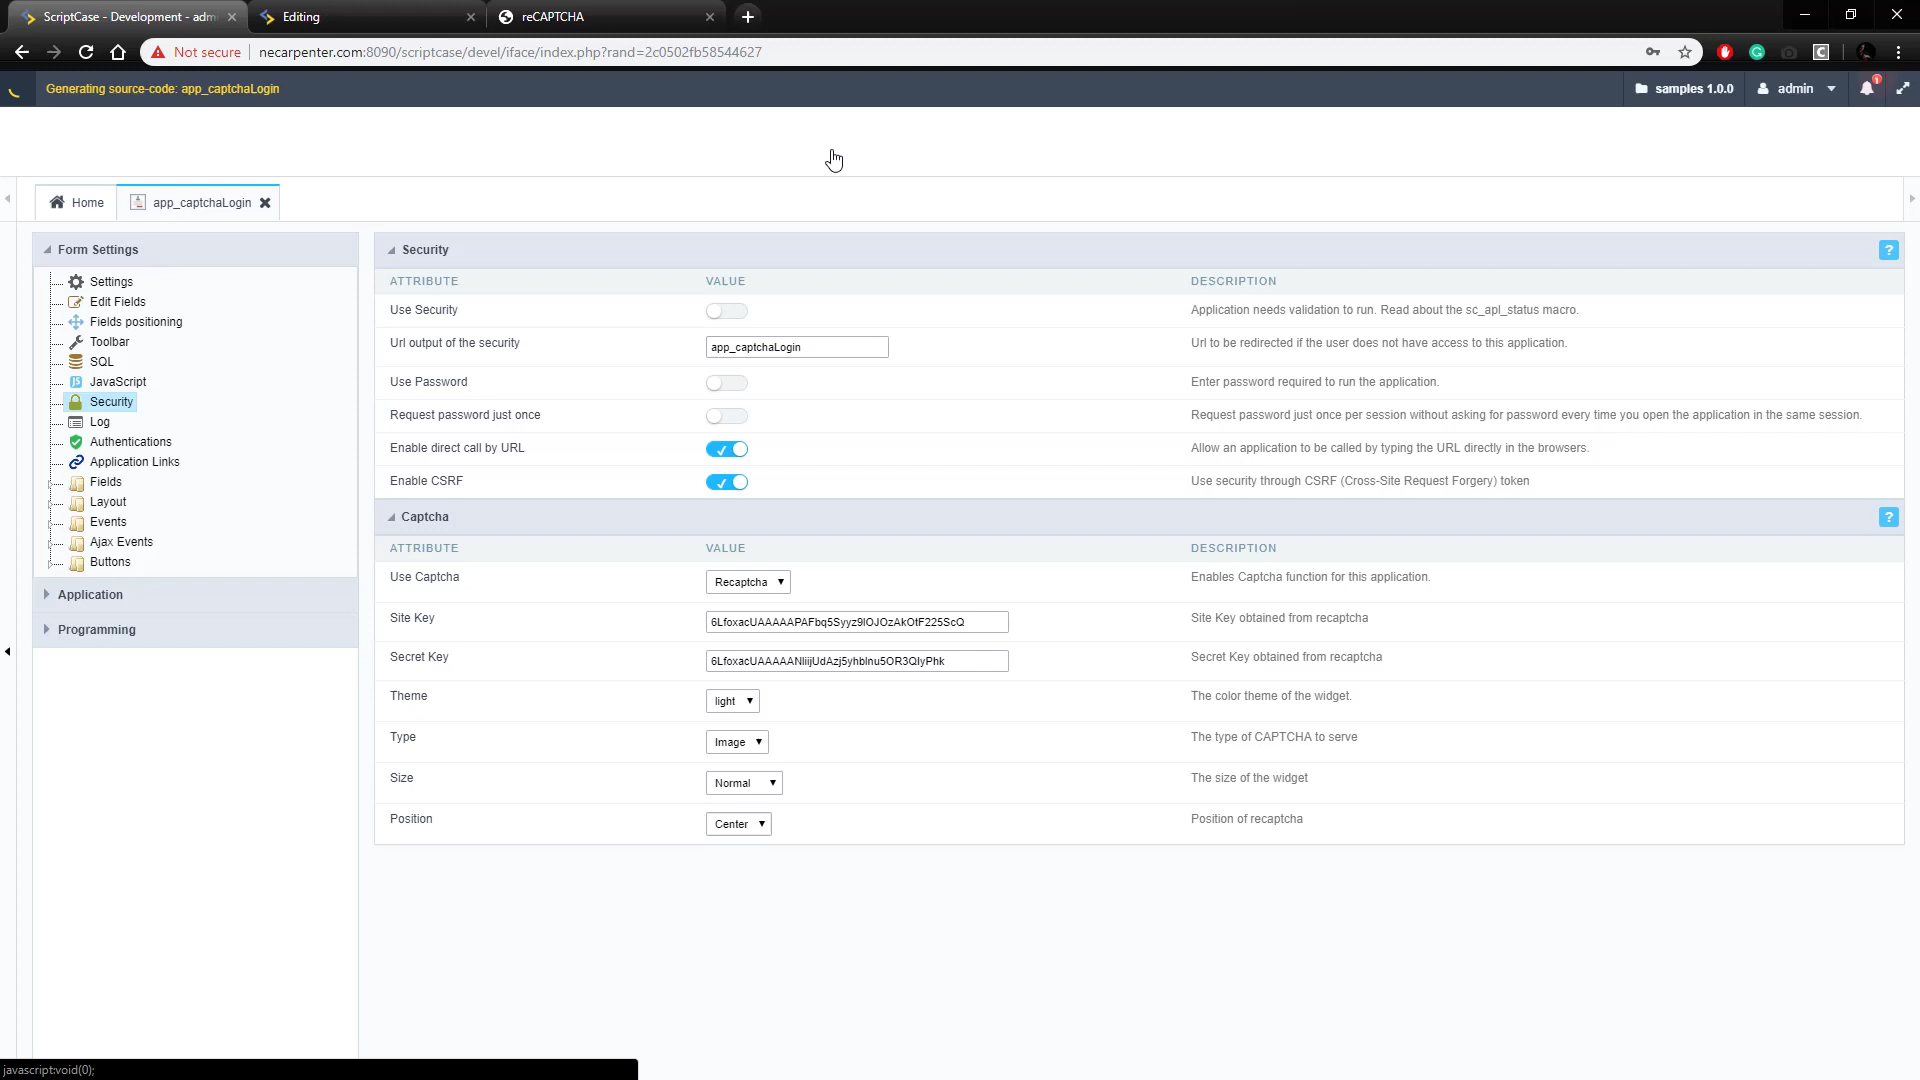 ScriptCase - Development - adm
Editing
reCAPTCHA
Not secure
necarpenter.com:8090/scriptcase/devel/iface/index.php?rand=2c0502fb58544627
Generating source-code: app_captchaLogin
samples 1.0.0
admin
1
Home
app_captchaLogin
Form Settings
Settings
Edit Fields
Fields positioning
Toolbar
SQL
JavaScript
Security
Log
Authentications
Application Links
Fields
Layout
Events
Ajax Events
Buttons
Application
Programming
Security
?
ATTRIBUTE VALUE DESCRIPTION
Use Security Application needs validation to run. Read about the sc_apl_status macro.
Url output of the security app_captchaLogin Url to be redirected if the user does not have access to this application.
Use Password Enter password required to run the application.
Request password just once Request password just once per session without asking for password every time you open the application in the same session.
Enable direct call by URL Allow an application to be called by typing the URL directly in the browsers.
Enable CSRF Use security through CSRF (Cross-Site Request Forgery) token
Captcha
?
ATTRIBUTE VALUE DESCRIPTION
Use Captcha Recaptcha Enables Captcha function for this application.
Site Key Site Key obtained from recaptcha
Secret Key Secret Key obtained from recaptcha
Theme light The color theme of the widget.
Type Image The type of CAPTCHA to serve
Size Normal The size of the widget
Position Center Position of recaptcha
javascript:void(0);